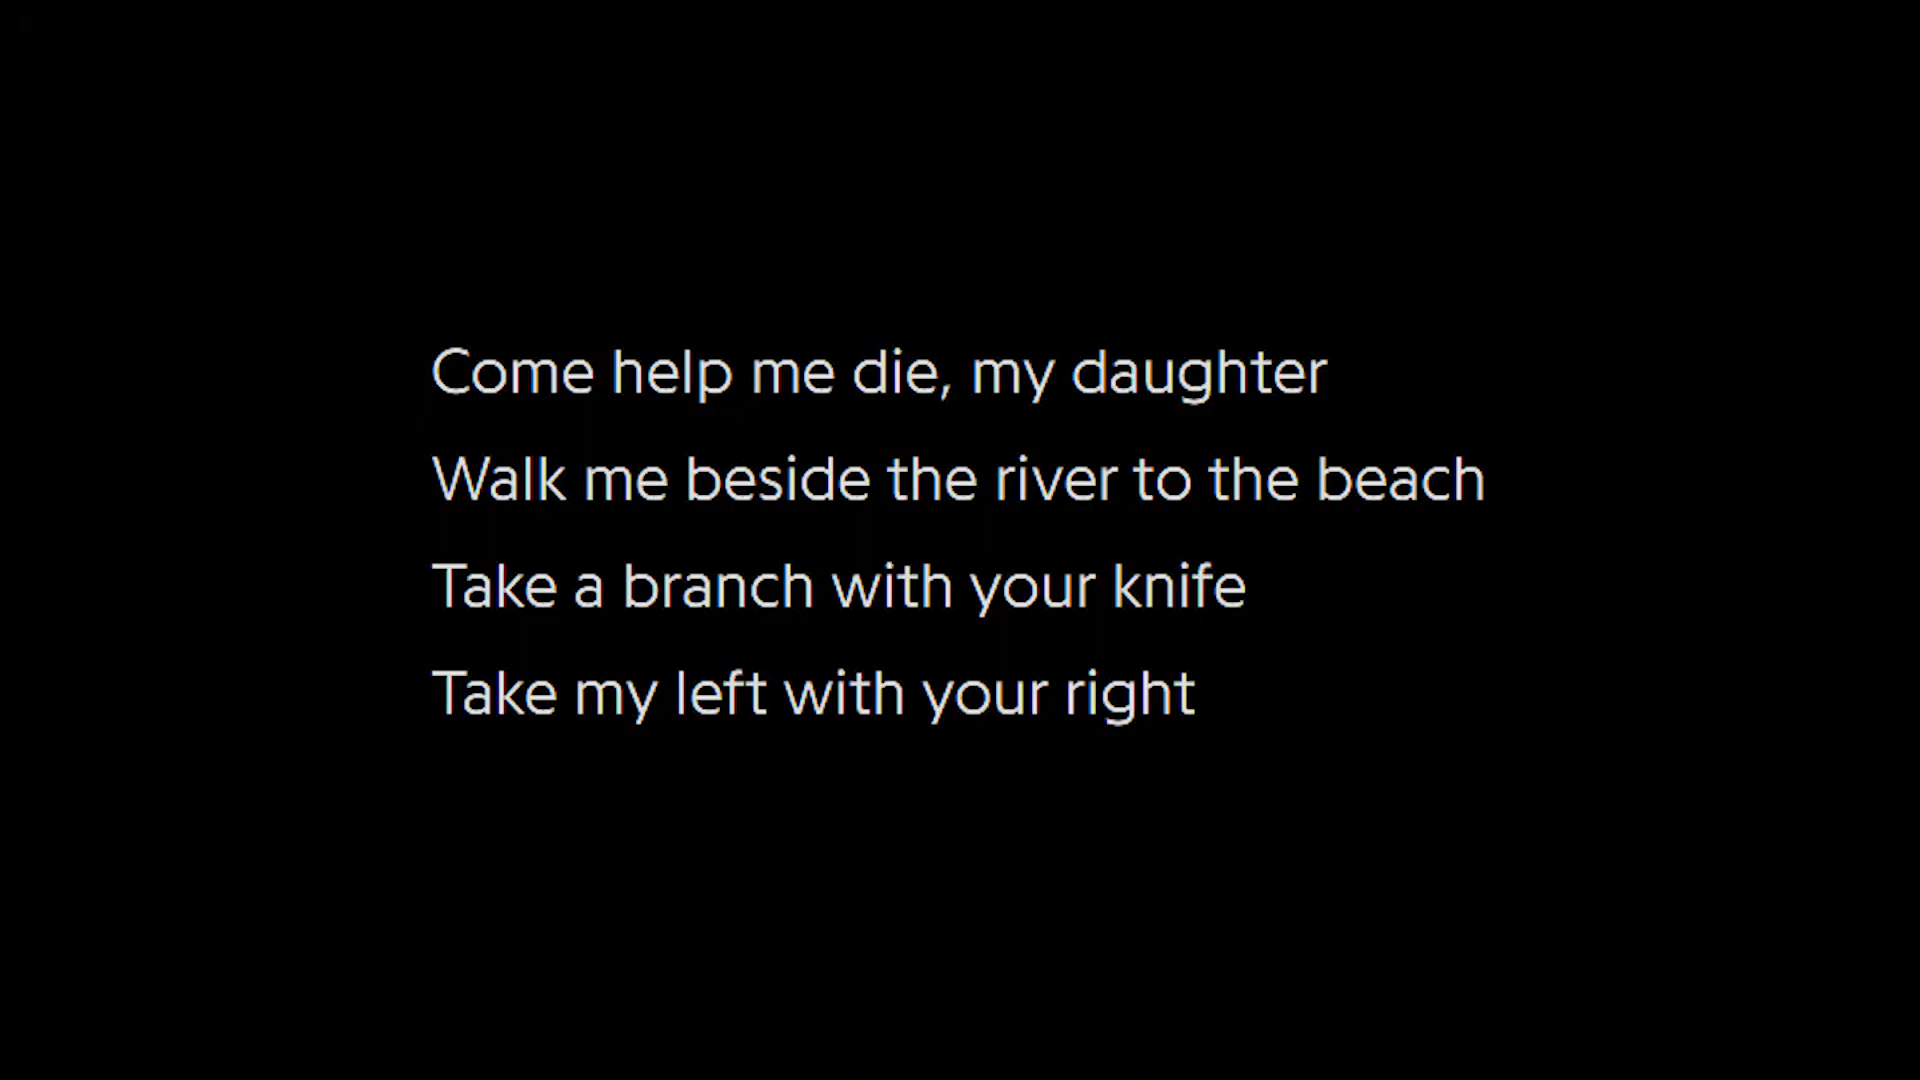 Come help me die, my daughter
Walk me beside the river to the beach
Take a branch with your knife
Take my left with your right